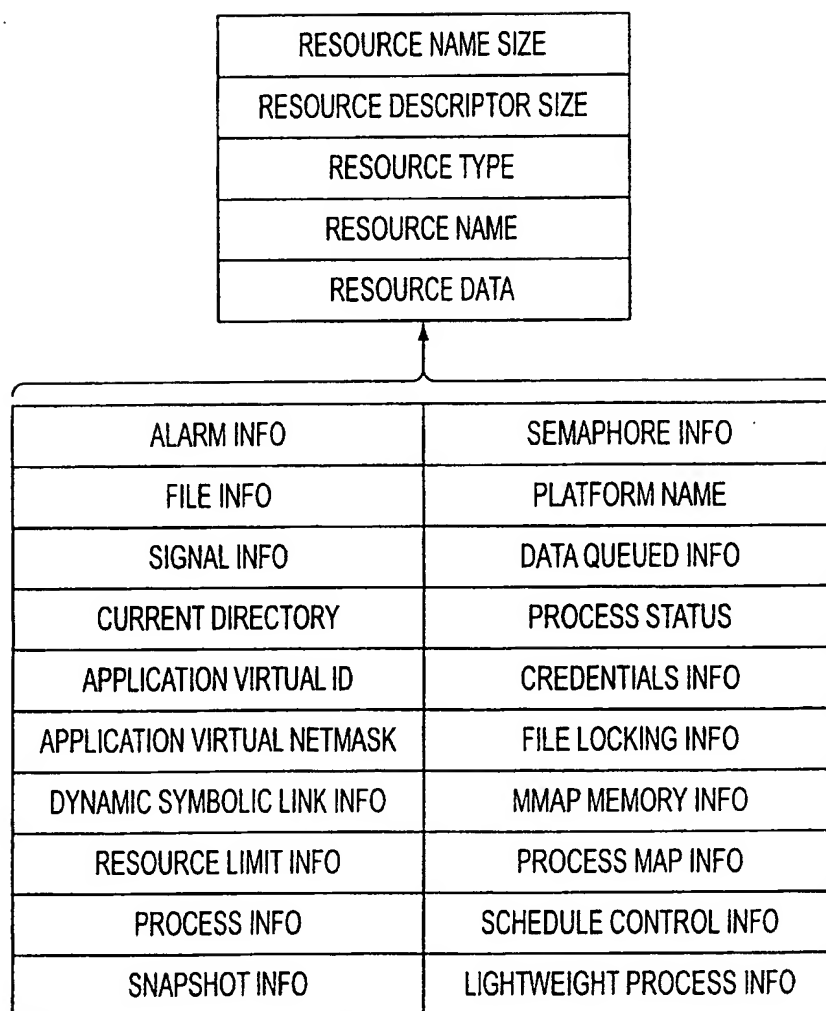 RESOURCE NAME SIZE
RESOURCE DESCRIPTOR SIZE
RESOURCE TYPE
RESOURCE NAME
RESOURCE DATA
ALARM INFO SEMAPHORE INFO
FILE INFO PLATFORM NAME
SIGNAL INFO DATA QUEUED INFO
CURRENT DIRECTORY PROCESS STATUS
APPLICATION VIRTUAL ID CREDENTIALS INFO
APPLICATION VIRTUAL NETMASK FILE LOCKING INFO
DYNAMIC SYMBOLIC LINK INFO MMAP MEMORY INFO
RESOURCE LIMIT INFO PROCESS MAP INFO
PROCESS INFO SCHEDULE CONTROL INFO
SNAPSHOT INFO LIGHTWEIGHT PROCESS INFO